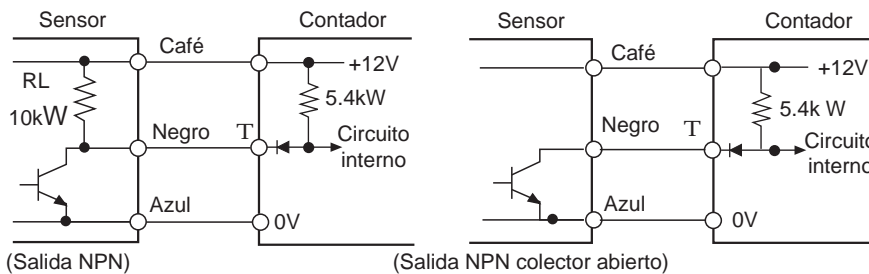 Sensor
Contador
Café
+12V
RL
10kW
5.4kW
Negro
T
Circuito
interno
Azul
0V
(Salida NPN)
Sensor
Contador
Café
+12V
5.4k W
Negro
T
Circuito
interno
Azul
0V
(Salida NPN colector abierto)